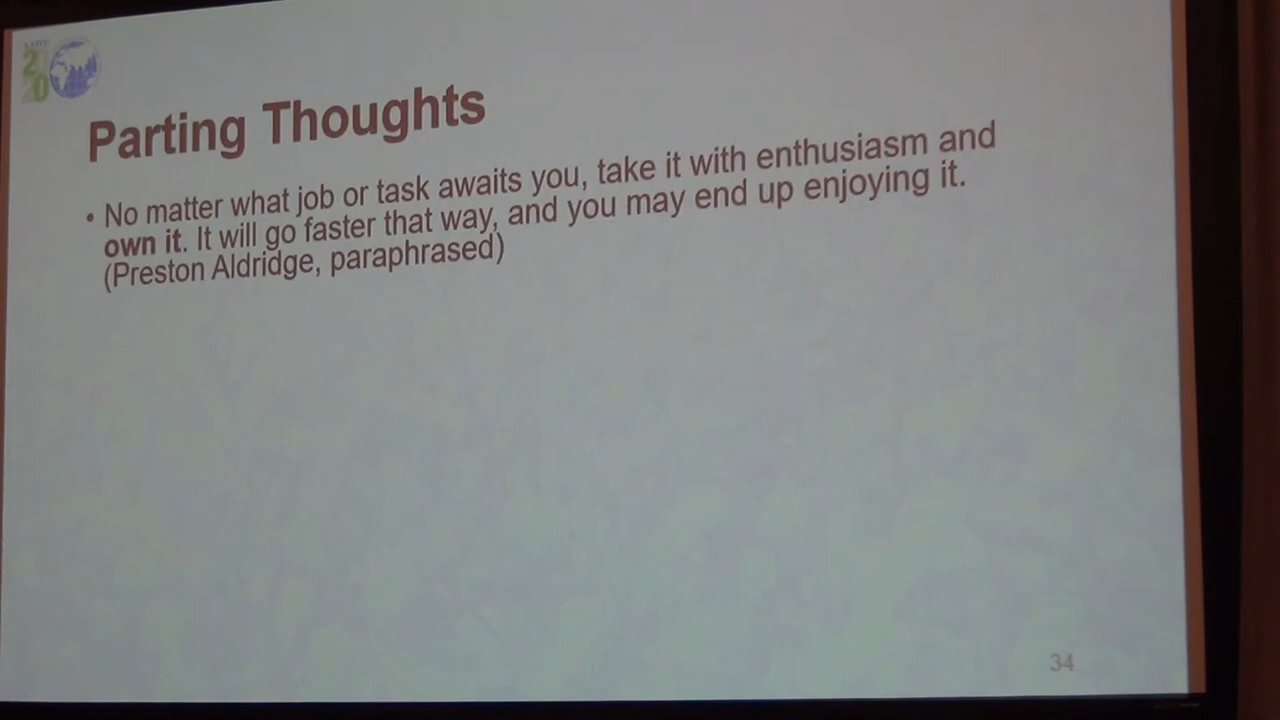 20
Parting Thoughts
• No matter what job or task awaits you, take it with enthusiasm and
own it. It will go faster that way, and you may end up enjoying it.
(Preston Aldridge, paraphrased)
34